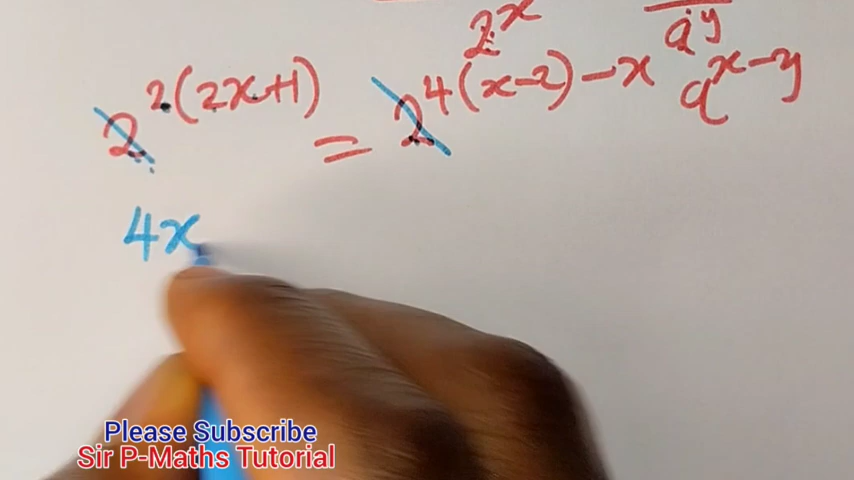 2^x / a^y
2^{2(2x+1)} = 2^{4(x-2)-x} a^{x-y}
4x
Please Subscribe
Sir P-Maths Tutorial